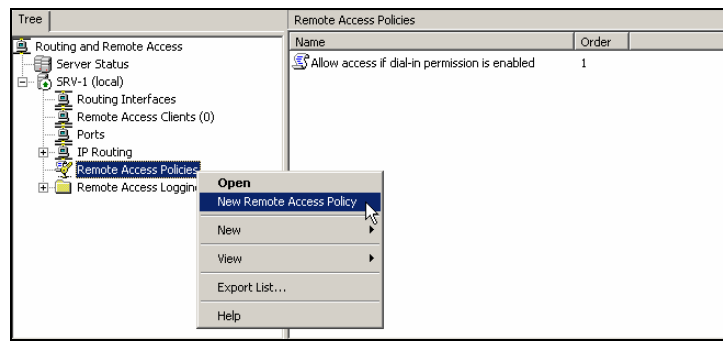 Tree
Remote Access Policies
Name
Order
Routing and Remote Access
Server Status
SRV-1 (local)
Routing Interfaces
Remote Access Clients (0)
Ports
IP Routing
Remote Access Policies
Remote Access Loggin
Allow access if dial-in permission is enabled
1
Open
New Remote Access Policy
New
View
Export List...
Help